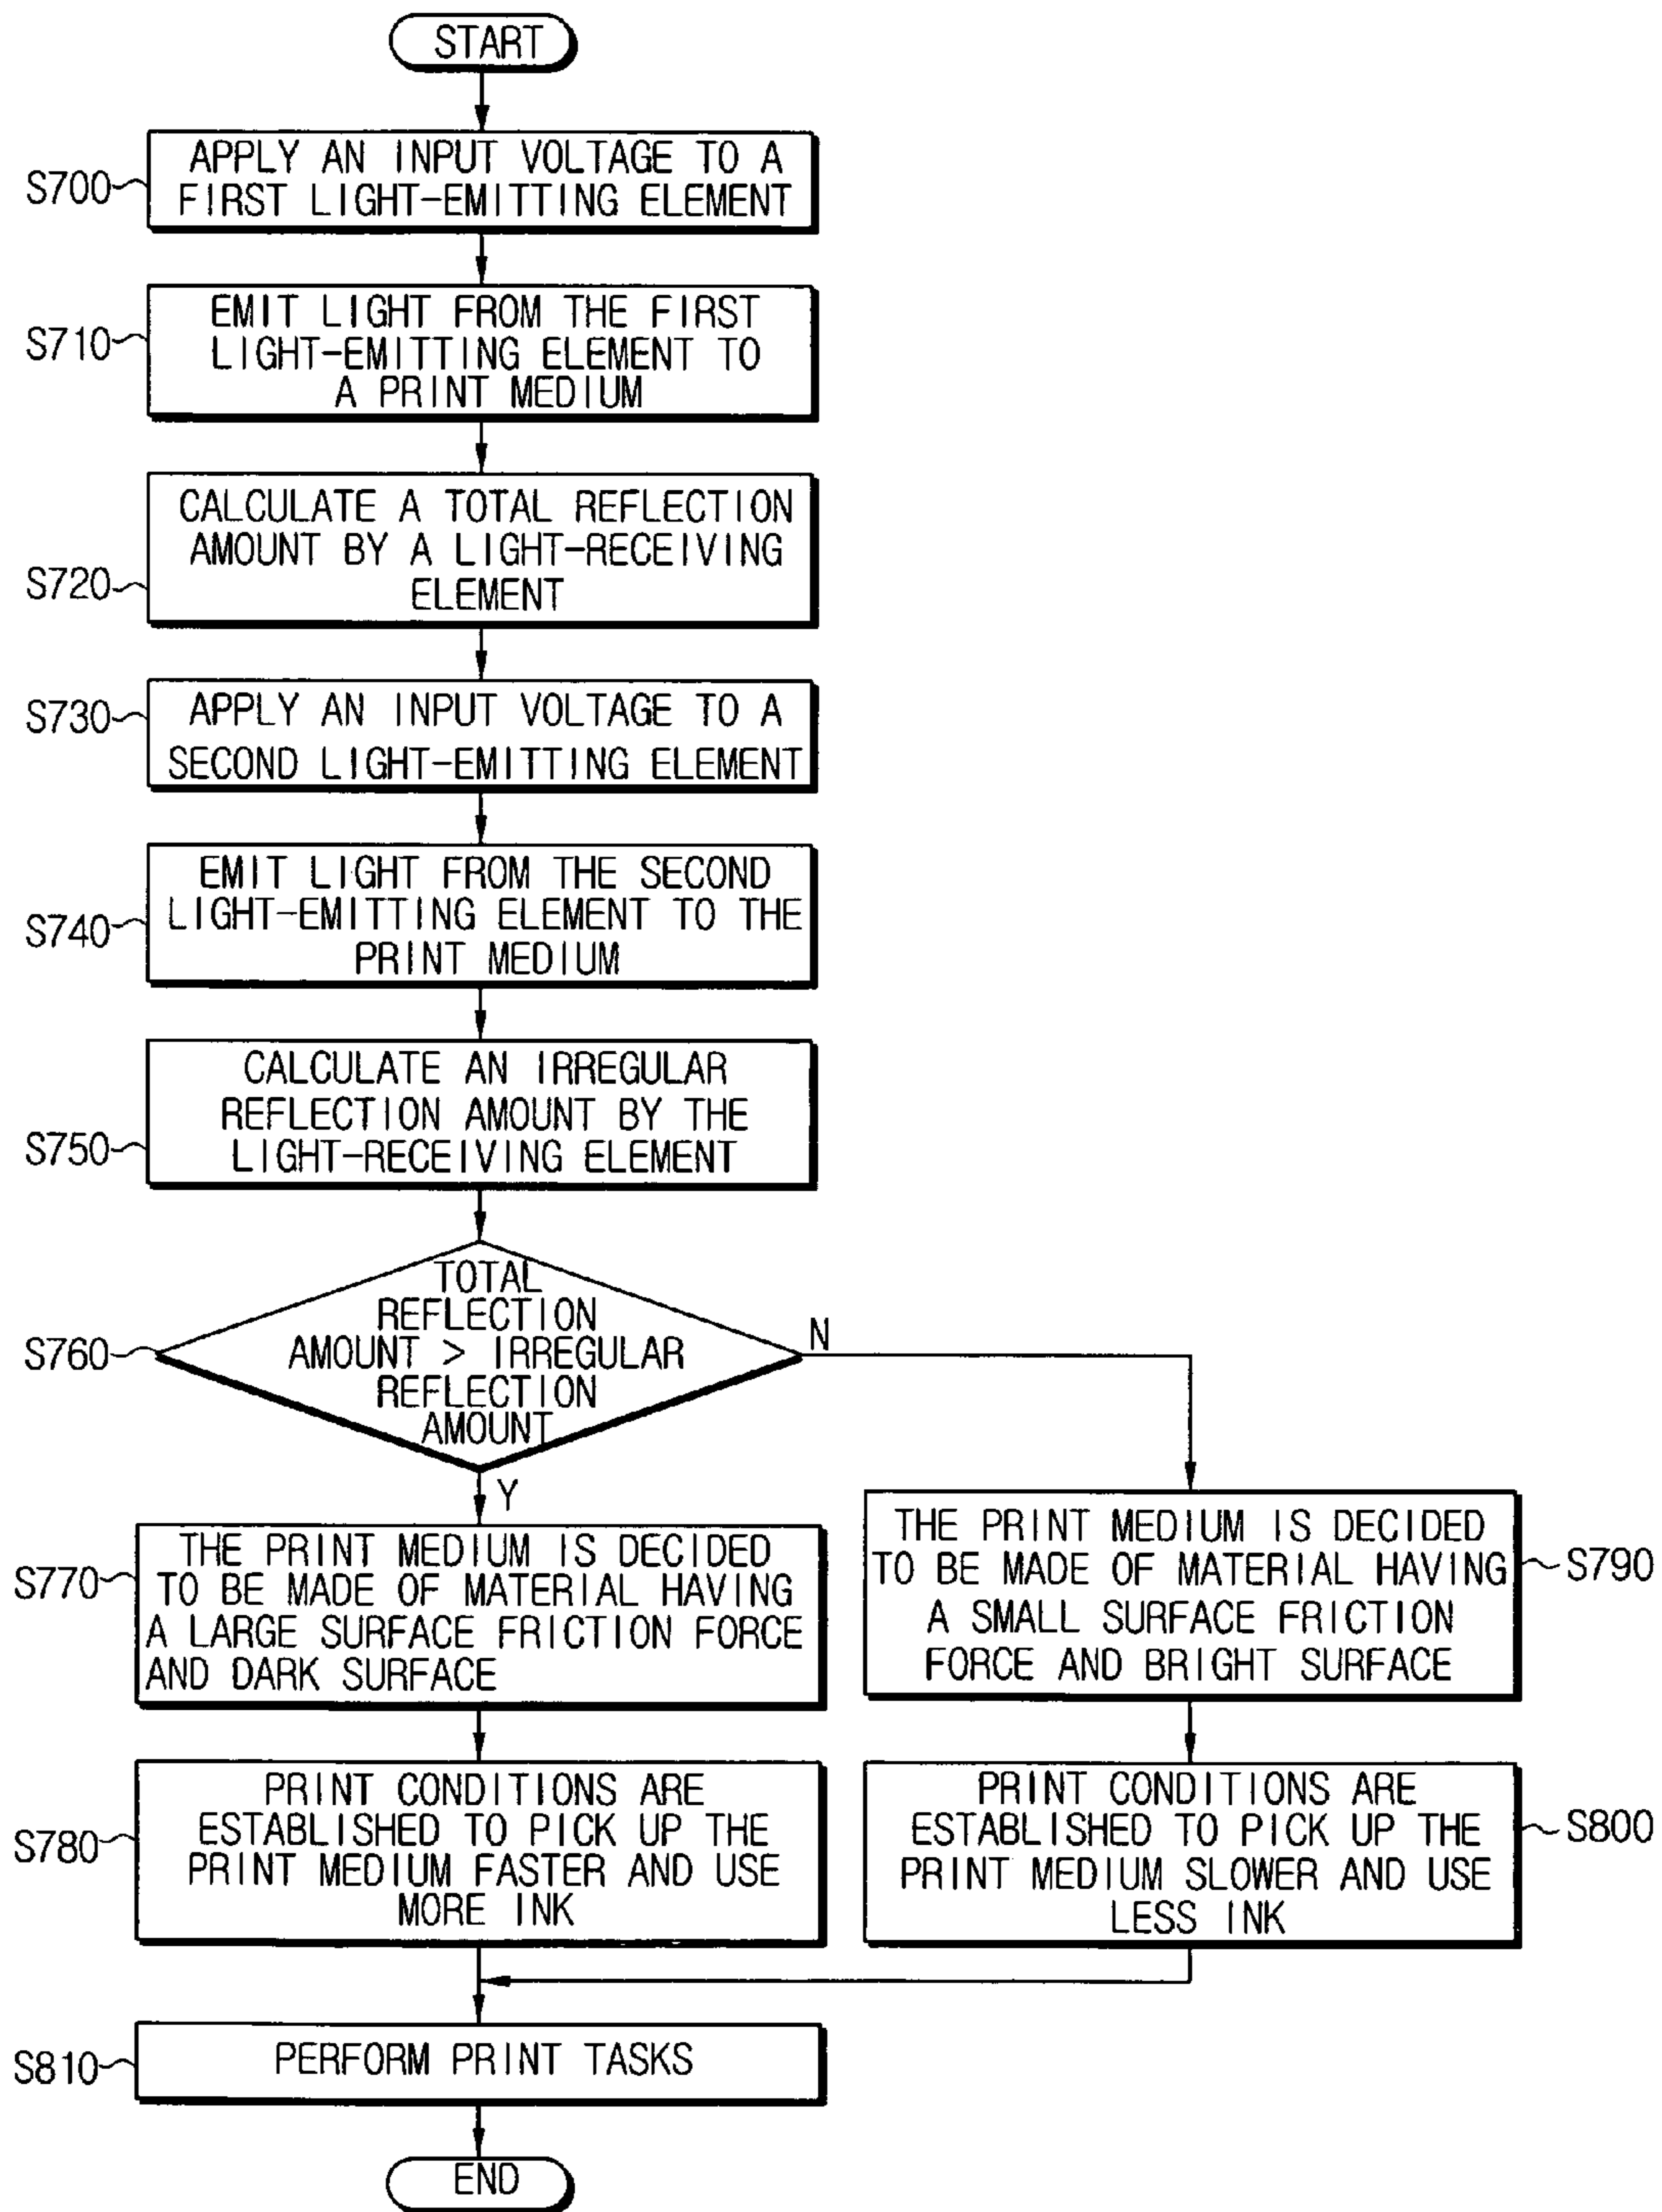 START
S700
APPLY AN INPUT VOLTAGE TO A
FIRST LIGHT-EMITTING ELEMENT
S710
EMIT LIGHT FROM THE FIRST
LIGHT-EMITTING ELEMENT TO
A PRINT MEDIUM
S720
CALCULATE A TOTAL REFLECTION
AMOUNT BY A LIGHT-RECEIVING
ELEMENT
S730
APPLY AN INPUT VOLTAGE TO A
SECOND LIGHT-EMITTING ELEMENT
S740
EMIT LIGHT FROM THE SECOND
LIGHT-EMITTING ELEMENT TO THE
PRINT MEDIUM
S750
CALCULATE AN IRREGULAR
REFLECTION AMOUNT BY THE
LIGHT-RECEIVING ELEMENT
S760
TOTAL
REFLECTION
AMOUNT > IRREGULAR
REFLECTION
AMOUNT
N
Y
S770
THE PRINT MEDIUM IS DECIDED
TO BE MADE OF MATERIAL HAVING
A LARGE SURFACE FRICTION FORCE
AND DARK SURFACE
THE PRINT MEDIUM IS DECIDED
TO BE MADE OF MATERIAL HAVING
A SMALL SURFACE FRICTION
FORCE AND BRIGHT SURFACE
S790
S780
PRINT CONDITIONS ARE
ESTABLISHED TO PICK UP THE
PRINT MEDIUM FASTER AND USE
MORE INK
PRINT CONDITIONS ARE
ESTABLISHED TO PICK UP THE
PRINT MEDIUM SLOWER AND USE
LESS INK
S800
S810
PERFORM PRINT TASKS
END